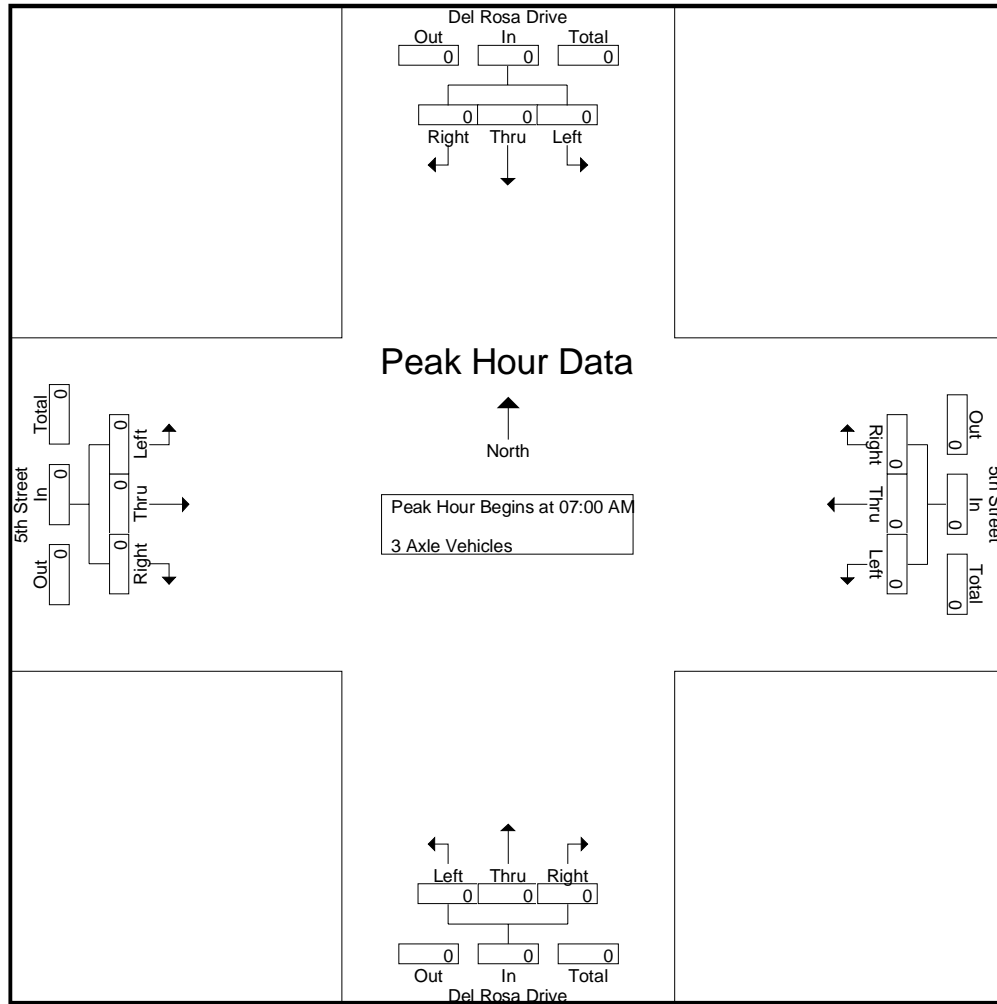 Del Rosa Drive
Out In Total
0 0 0
0 0 0
Right Thru Left
Peak Hour Data
North
Peak Hour Begins at 07:00 AM
3 Axle Vehicles
5th Street
Total In Out
0 0 0
0 0 0
Left Thru Right
Right Thru Left
0 0 0
0 0 0
Out In Total
5th Street
Left Thru Right
0 0 0
0 0 0
Out In Total
Del Rosa Drive